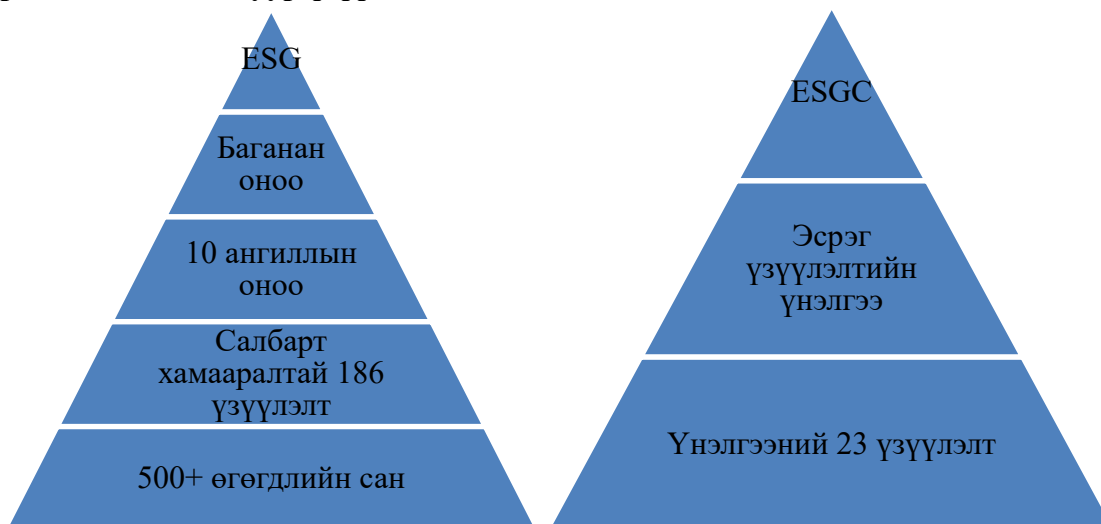 ESG
Баганан
оноо
10 ангиллын
оноо
Салбарт
хамааралтай 186
үзүүлэлт
500+ өгөгдлийн сан
ESGC
Эсрэг
үзүүлэлтийн
үнэлгээ
Үнэлгээний 23 үзүүлэлт